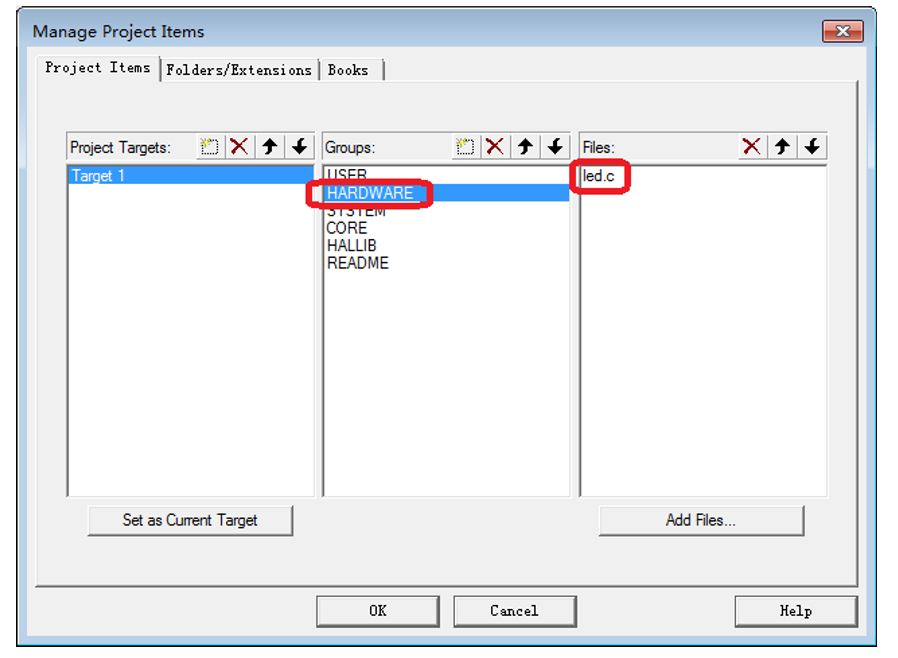 Manage Project Items
Project Items Folders/Extensions Books
Project Targets: Groups: Files:
Target 1
USER
HARDWARE
SYSTEM
CORE
HALLIB
README
led.c
Set as Current Target Add Files...
OK Cancel Help